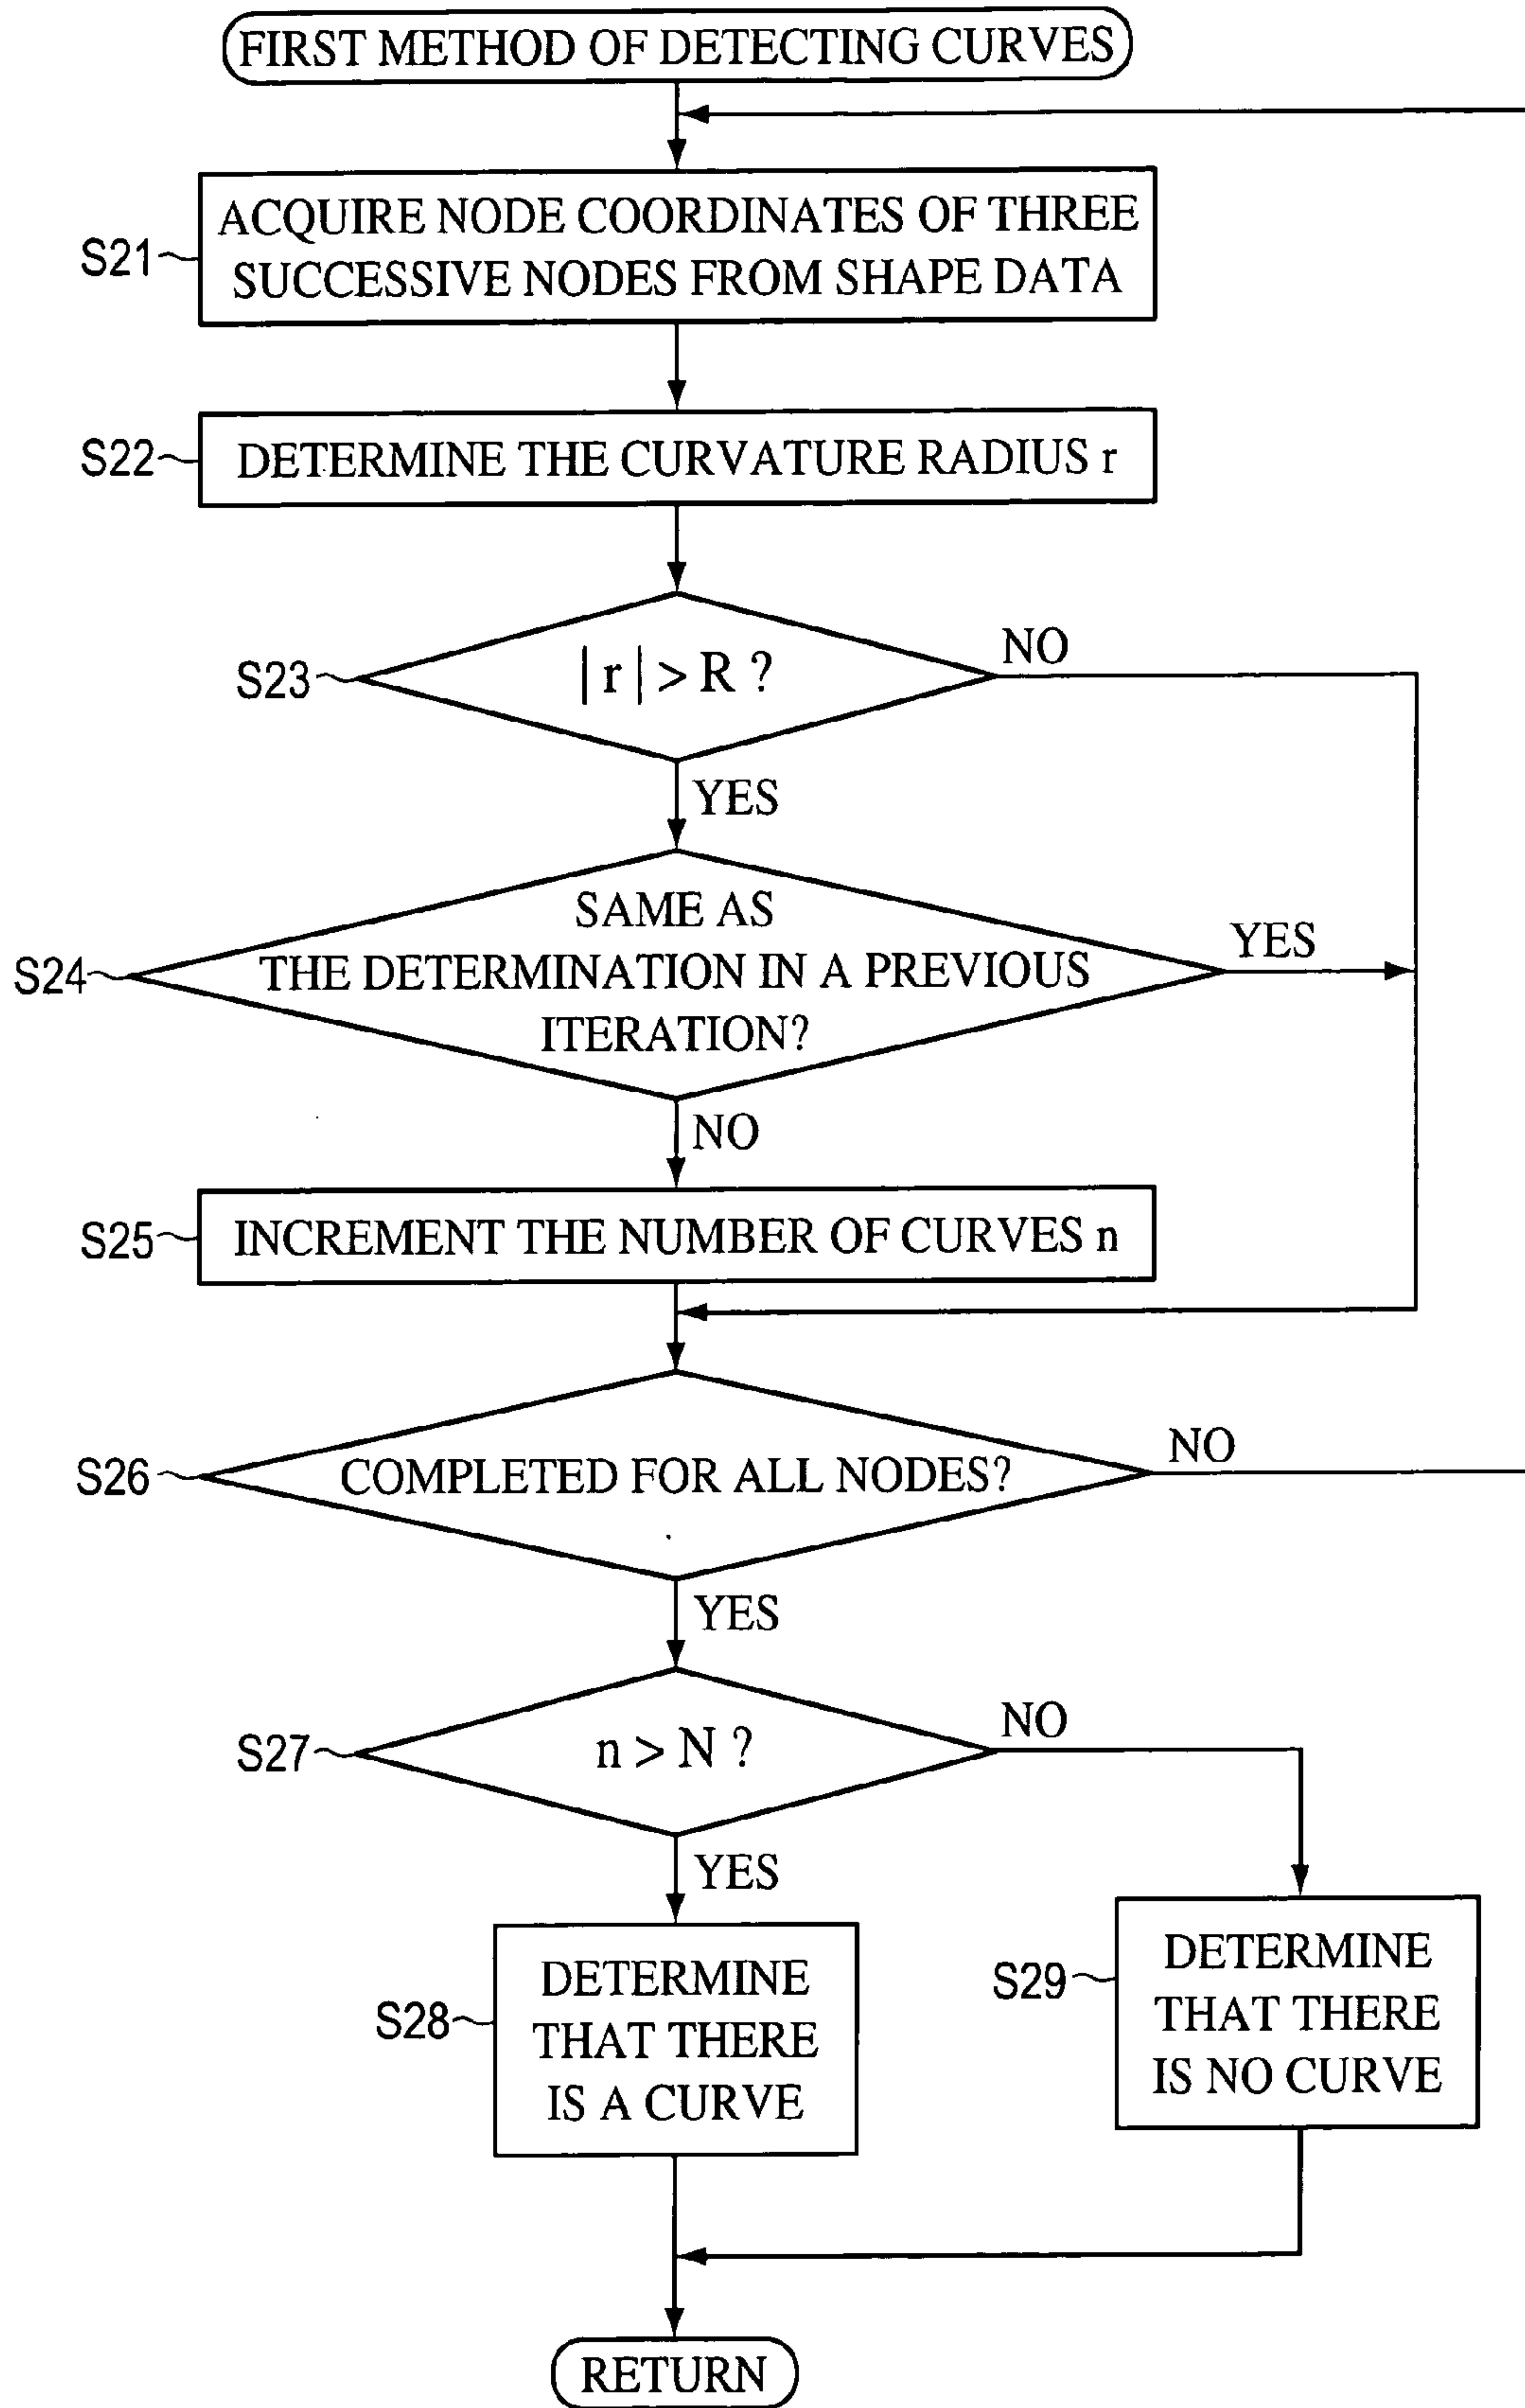 FIRST METHOD OF DETECTING CURVES
S21
ACQUIRE NODE COORDINATES OF THREE
SUCCESSIVE NODES FROM SHAPE DATA
S22
DETERMINE THE CURVATURE RADIUS r
S23
| r | > R ?
NO
YES
S24
SAME AS
THE DETERMINATION IN A PREVIOUS
ITERATION?
YES
NO
S25
INCREMENT THE NUMBER OF CURVES n
S26
COMPLETED FOR ALL NODES?
NO
YES
S27
n > N ?
NO
YES
S28
DETERMINE
THAT THERE
IS A CURVE
S29
DETERMINE
THAT THERE
IS NO CURVE
RETURN